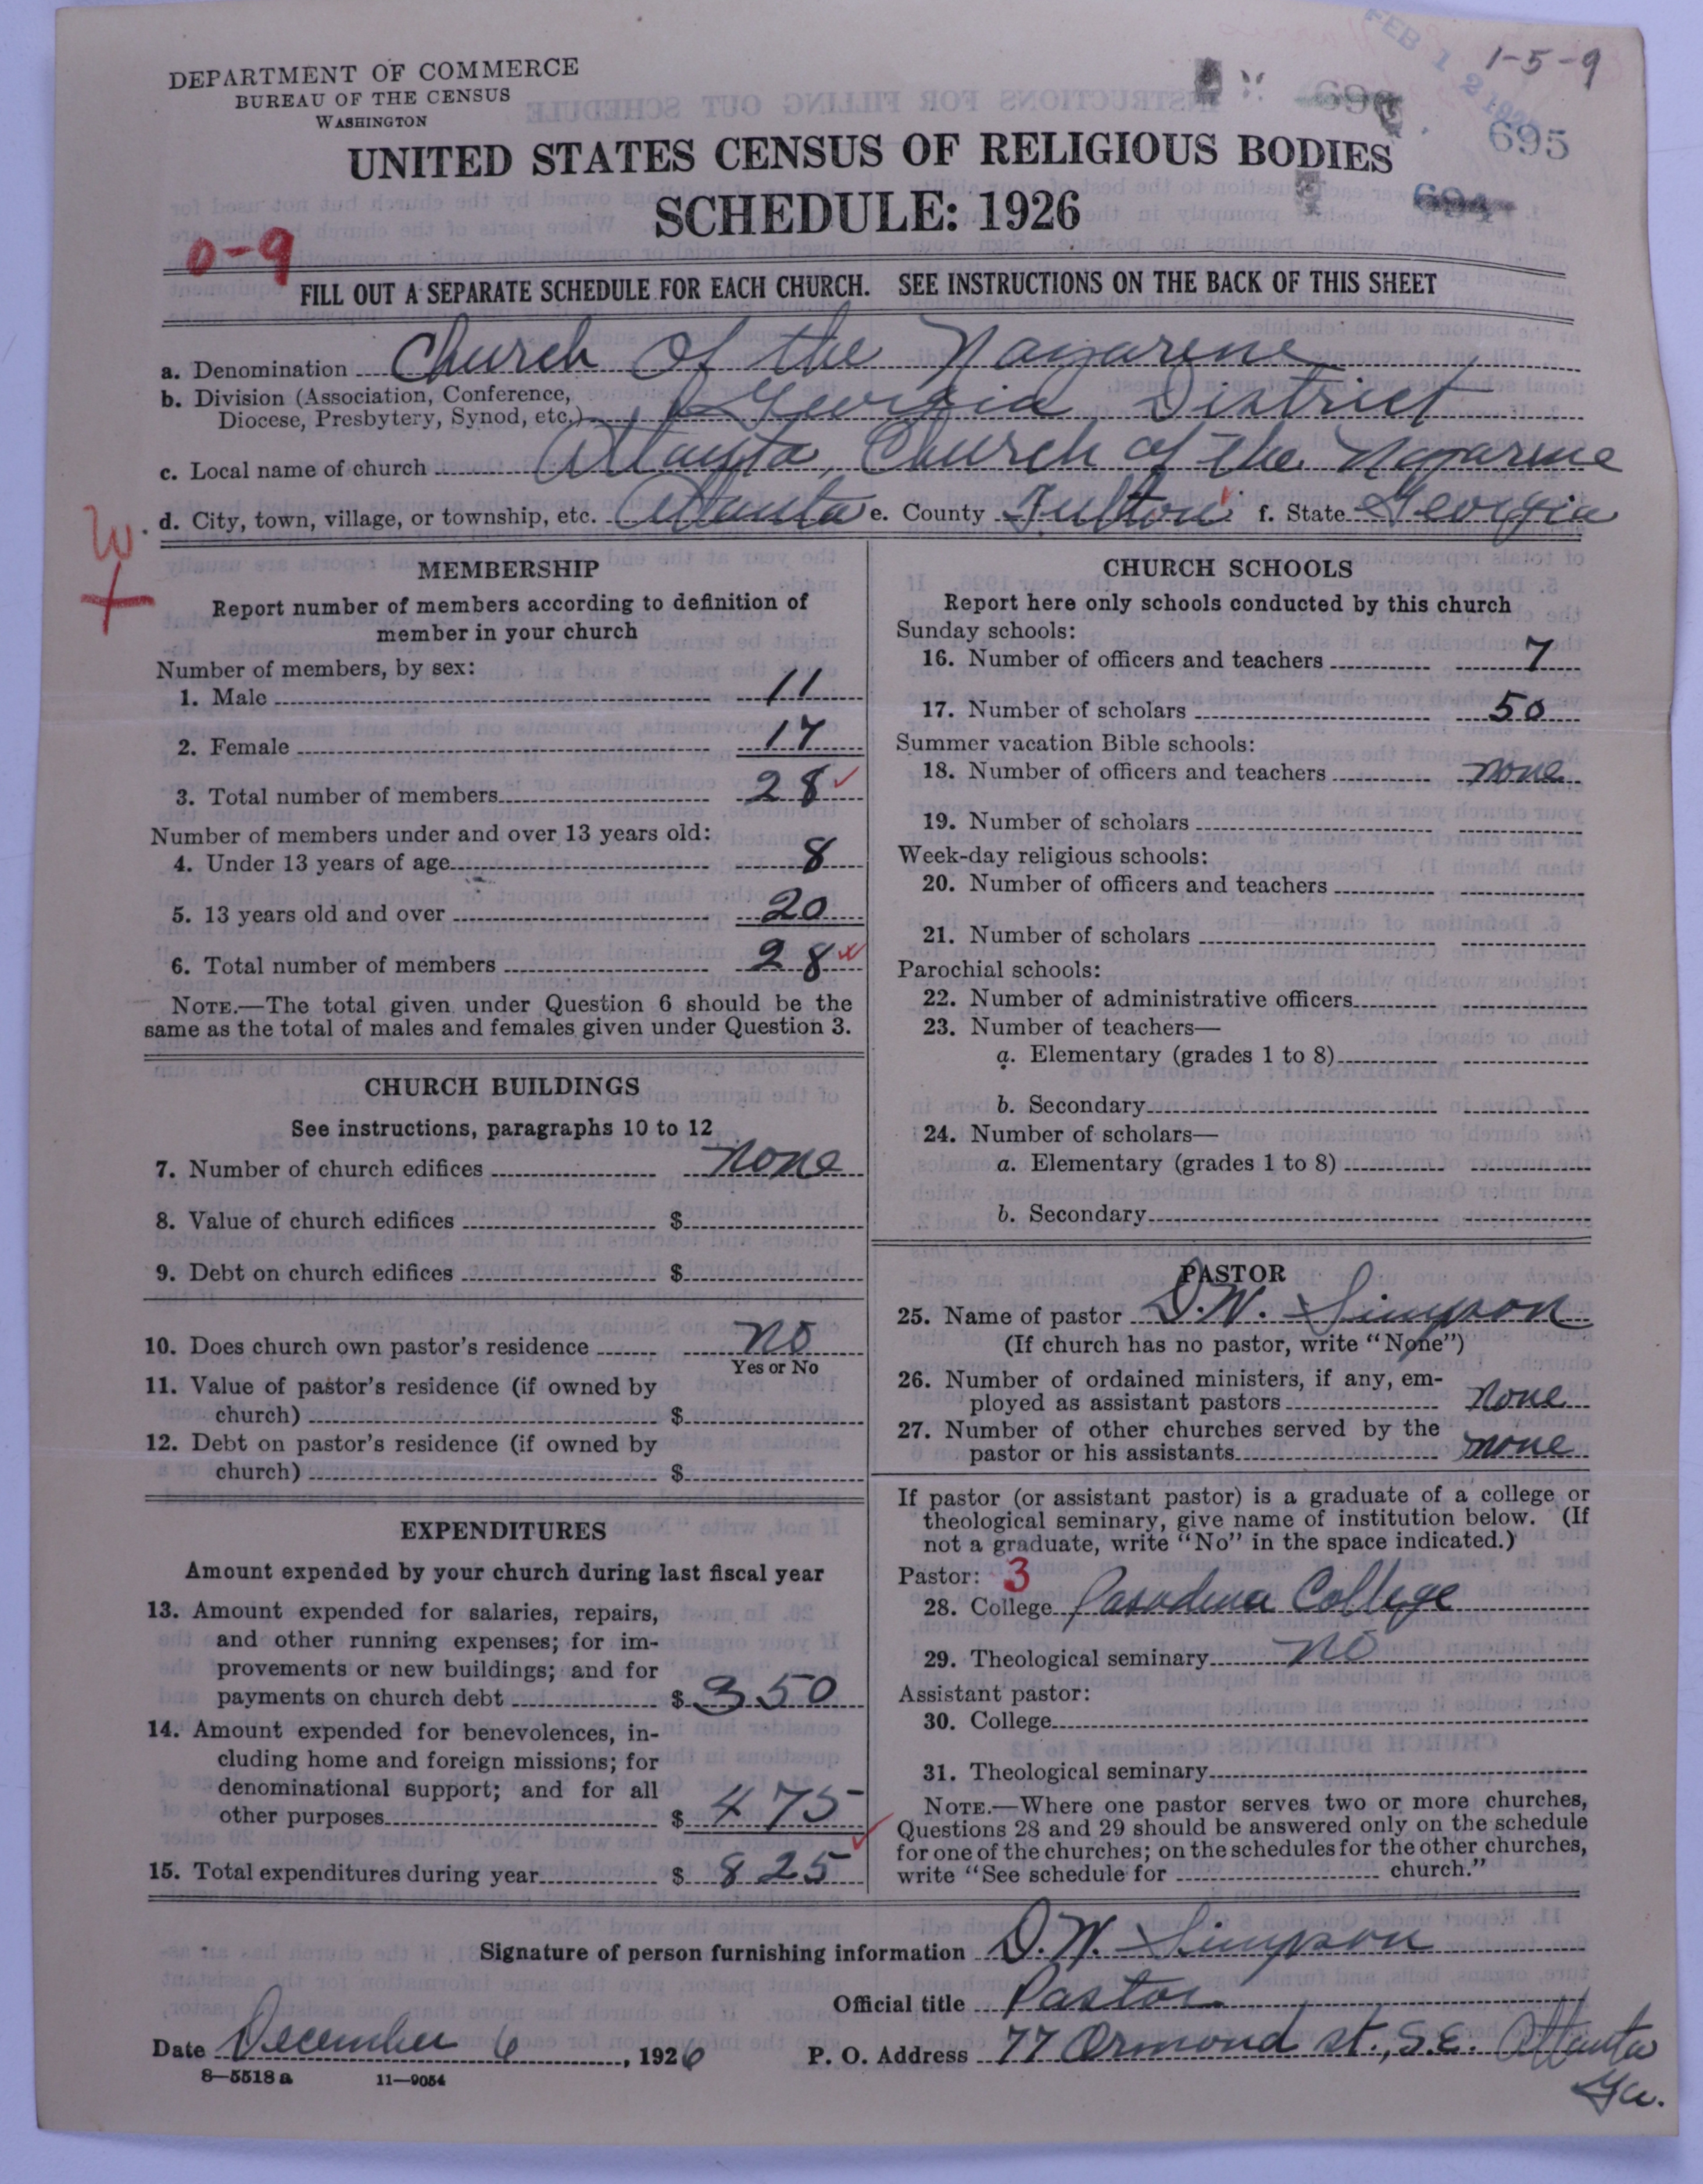 1-5-9
DEPARTMENT OF COMMERCE
BUREAU OF THE CENSUS
WASHINGTON
FEB 12
695
694
UNITED STATES CENSUS OF RELIGIOUS BODIES
SCHEDULE: 1926
0-9
FILL OUT A SEPARATE SCHEDULE FOR EACH CHURCH. SEE INSTRUCTIONS ON THE BACK OF THIS SHEET
a. Denomination Church Of the Nazarene
b. Division (Association, Conference,
Diocese, Presbytery, Synod, etc.) Georgia District
c. Local name of church Atlanta, Church of the Nazarene
d. City, town, village, or township, etc. Atlanta e. County Fulton f. State Georgia
W
MEMBERSHIP
Report number of members according to definition of
member in your church
Number of members, by sex:
1. Male 11
2. Female 17
3. Total number of members 28
Number of members under and over 13 years old:
4. Under 13 years of age 8
5. 13 years old and over 20
6. Total number of members 28
NOTE.—The total given under Question 6 should be the
same as the total of males and females given under Question 3.
CHURCH BUILDINGS
See instructions, paragraphs 10 to 12
7. Number of church edifices none
8. Value of church edifices $
9. Debt on church edifices $
10. Does church own pastor's residence no
Yes or No
11. Value of pastor's residence (if owned by
church) $
12. Debt on pastor's residence (if owned by
church) $
EXPENDITURES
Amount expended by your church during last fiscal year
13. Amount expended for salaries, repairs,
and other running expenses; for im-
provements or new buildings; and for
payments on church debt $ 350
14. Amount expended for benevolences, in-
cluding home and foreign missions; for
denominational support; and for all
other purposes $ 475
15. Total expenditures during year $ 825
CHURCH SCHOOLS
Report here only schools conducted by this church
Sunday schools:
16. Number of officers and teachers 7
17. Number of scholars 50
Summer vacation Bible schools:
18. Number of officers and teachers none
19. Number of scholars
Week-day religious schools:
20. Number of officers and teachers
21. Number of scholars
Parochial schools:
22. Number of administrative officers
23. Number of teachers—
a. Elementary (grades 1 to 8)
b. Secondary
24. Number of scholars—
a. Elementary (grades 1 to 8)
b. Secondary
PASTOR
25. Name of pastor D. W. Simpson
(If church has no pastor, write "None")
26. Number of ordained ministers, if any, em-
ployed as assistant pastors none
27. Number of other churches served by the
pastor or his assistants none
If pastor (or assistant pastor) is a graduate of a college or
theological seminary, give name of institution below. (If
not a graduate, write "No" in the space indicated.)
Pastor: 3
28. College Pasadena College
29. Theological seminary no
Assistant pastor:
30. College
31. Theological seminary
NOTE.—Where one pastor serves two or more churches,
Questions 28 and 29 should be answered only on the schedule
for one of the churches; on the schedules for the other churches,
write "See schedule for church."
Signature of person furnishing information D. W. Simpson
Official title Pastor
Date December 6, 1926 P. O. Address 77 Ormond st., S.E. Atlanta
Ga.
8—5518 a 11—9054